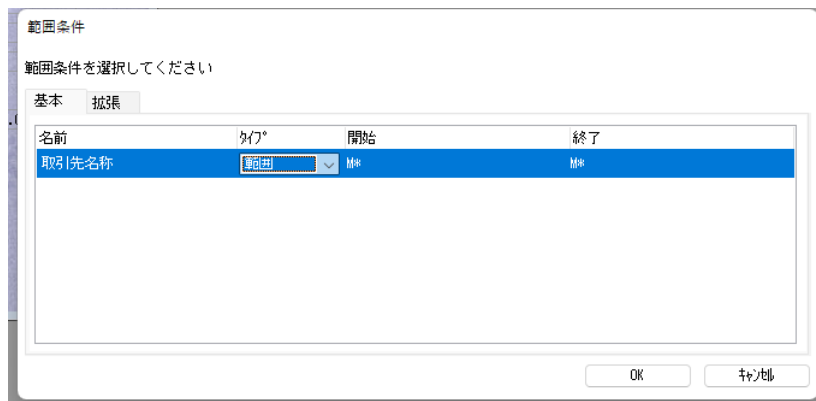 範囲条件
範囲条件を選択してください
基本 拡張
名前 ﾀｲﾌﾟ 開始 終了
取引先名称 範囲 M* M*
OK ｷｬﾝｾﾙ